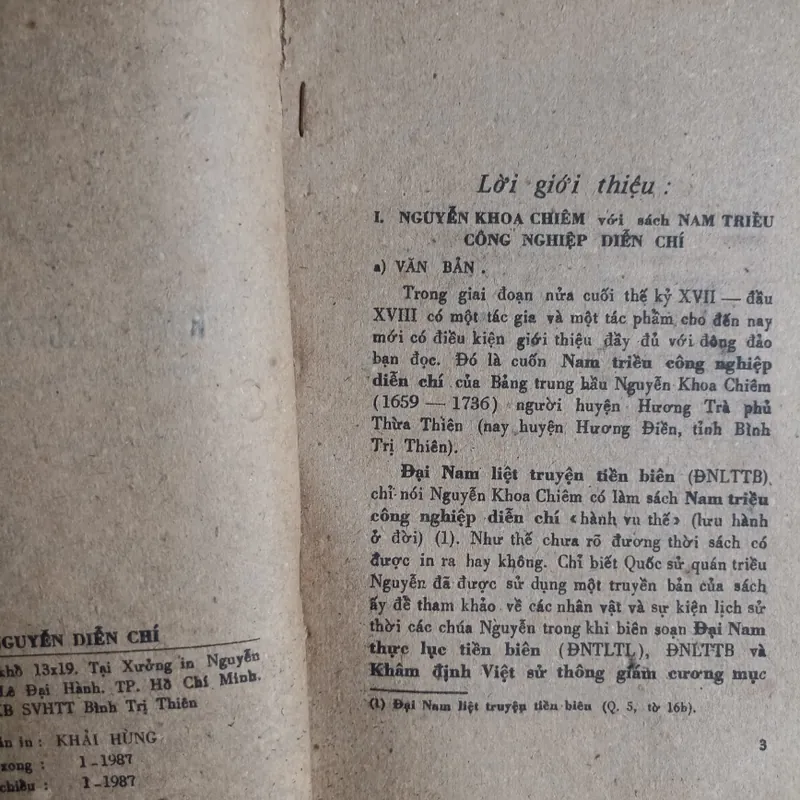 NGUYỄN DIỄN CHÍ
khổ 13x19. Tại Xưởng in Nguyễn
Lê Đại Hành. TP. Hồ Chí Minh.
XB SVHTT Bình Trị Thiên
in : KHẢI HÙNG
xong : 1-1987
chiểu : 1-1987
Lời giới thiệu :
I. NGUYỄN KHOA CHIÊM với sách NAM TRIỀU
CÔNG NGHIỆP DIỄN CHÍ
a) VĂN BẢN.
Trong giai đoạn nửa cuối thế kỷ XVII — đầu
XVIII có một tác gia và một tác phẩm cho đến nay
mới có điều kiện giới thiệu đầy đủ với đông đảo
bạn đọc. Đó là cuốn Nam triều công nghiệp
diễn chí của Bảng trung hầu Nguyễn Khoa Chiêm
(1659 — 1736) người huyện Hương Trà phủ
Thừa Thiên (nay huyện Hương Điền, tỉnh Bình
Trị Thiên).
Đại Nam liệt truyện tiền biên (ĐNLTTB)
chỉ nói Nguyễn Khoa Chiêm có làm sách Nam triều
công nghiệp diễn chí «hành vu thế» (lưu hành
ở đời) (1). Như thế chưa rõ đương thời sách có
được in ra hay không. Chỉ biết Quốc sử quán triều
Nguyễn đã được sử dụng một truyền bản của sách
ấy để tham khảo về các nhân vật và sự kiện lịch sử
thời các chúa Nguyễn trong khi biên soạn Đại Nam
thực lục tiền biên (ĐNTLTL), ĐNLTTB và
Khâm định Việt sử thông giám cương mục
(1) Đại Nam liệt truyện tiền biên (Q. 5, tờ 16b).
3